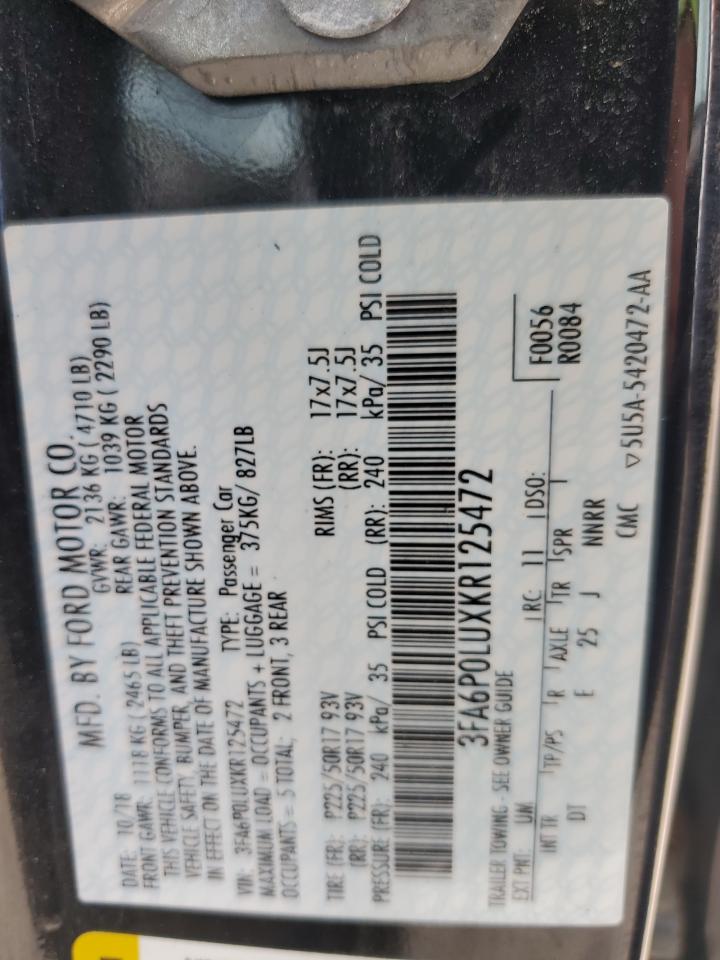 MFD. BY FORD MOTOR CO.
DATE: 10/18 GVWR: 2136 KG ( 4710 LB)
FRONT GAWR: 1118 KG ( 2465 LB) REAR GAWR: 1039 KG ( 2290 LB)
THIS VEHICLE CONFORMS TO ALL APPLICABLE FEDERAL MOTOR
VEHICLE SAFETY, BUMPER, AND THEFT PREVENTION STANDARDS
IN EFFECT ON THE DATE OF MANUFACTURE SHOWN ABOVE.
VIN: 3FA6P0LUXKR125472 TYPE: Passenger Car
MAXIMUM LOAD = OCCUPANTS + LUGGAGE = 375KG/ 827LB
OCCUPANTS = 5 TOTAL; 2 FRONT, 3 REAR
TIRE (FR): P225/50R17 93V RIMS (FR): 17x7.5J
(RR): P225/50R17 93V (RR): 17x7.5J
PRESSURE (FR): 240 kPa/ 35 PSI COLD (RR): 240 kPa/ 35 PSI COLD
3FA6P0LUXKR125472
TRAILER TOWING - SEE OWNER GUIDE F0056
EXT PNT: UM RC: 11 DSO: R0084
INT TR TP/PS R AXLE TR SPR
DT E 25 J NNRR
CMC ▽5U5A-5420472-AA